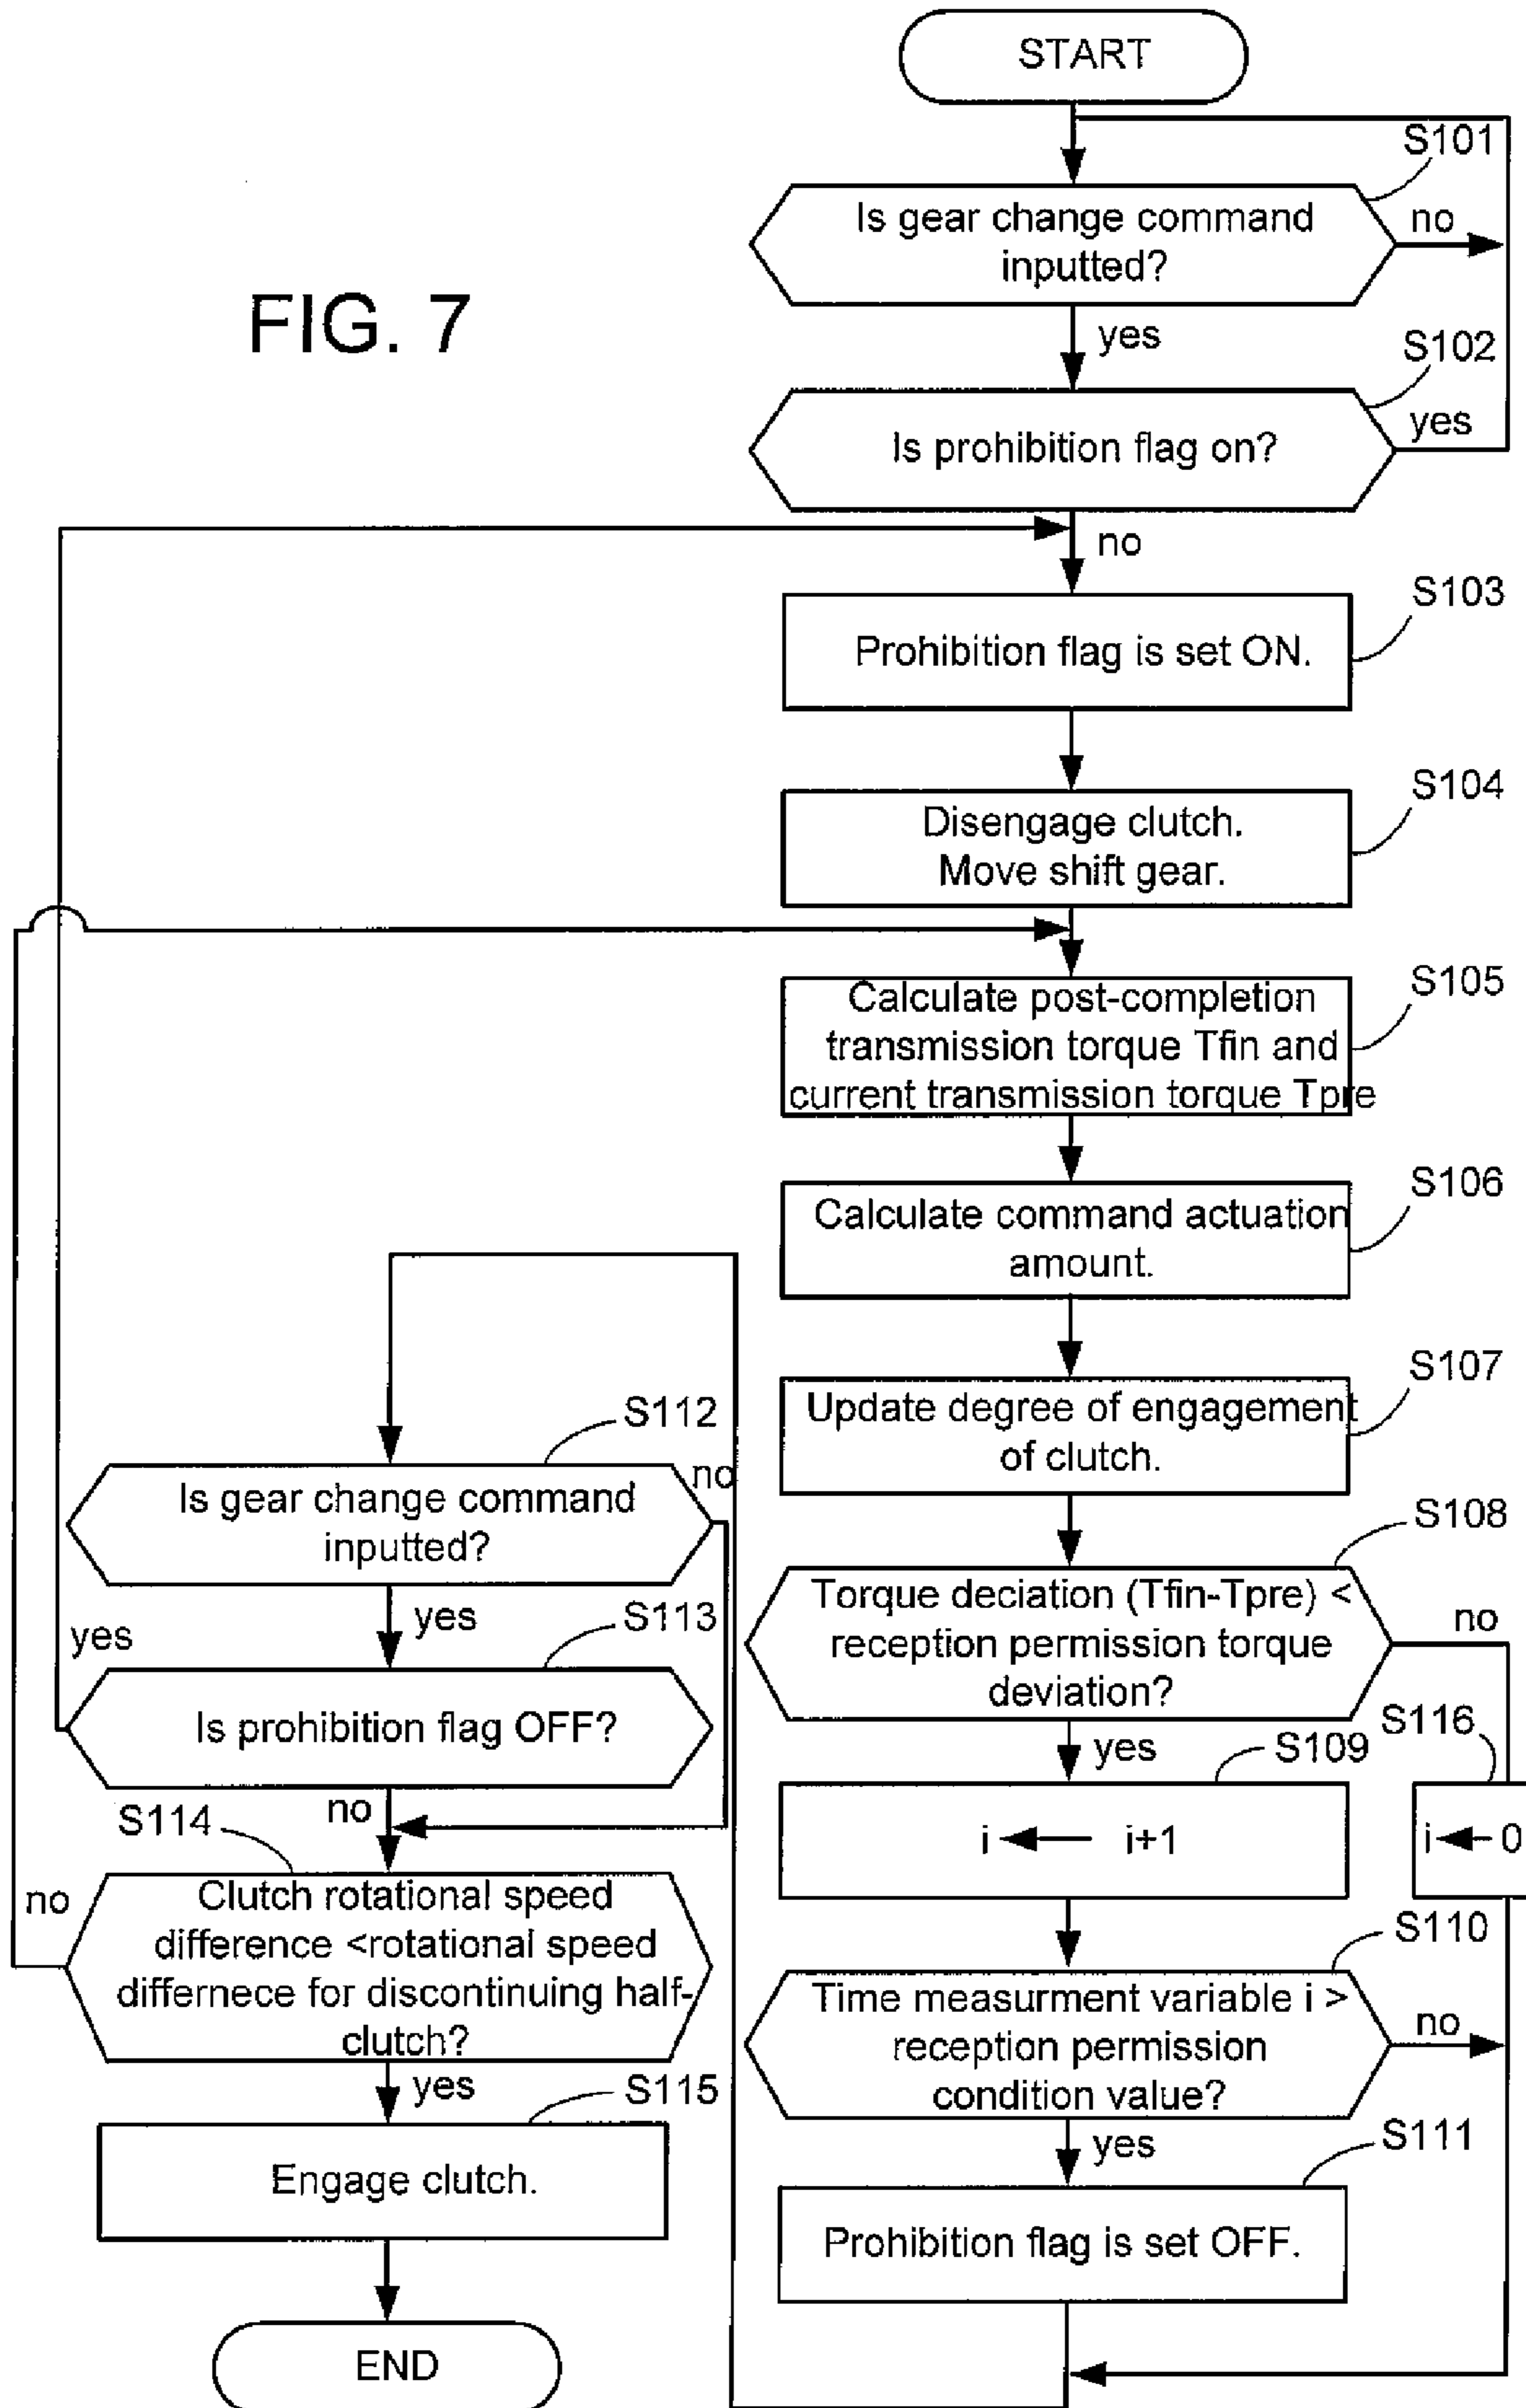 FIG. 7
START
S101
Is gear change command
inputted?
no
yes
S102
Is prohibition flag on?
yes
no
S103
Prohibition flag is set ON.
S104
Disengage clutch.
Move shift gear.
S105
Calculate post-completion
transmission torque Tfin and
current transmission torque Tpre
S106
Calculate command actuation
amount.
S107
Update degree of engagement
of clutch.
S108
Torque deciation (Tfin-Tpre) <
reception permission torque
deviation?
no
yes
S109
i ← i+1
S116
i ← 0
S110
Time measurment variable i >
reception permission
condition value?
no
yes
S111
Prohibition flag is set OFF.
S112
Is gear change command
inputted?
no
yes
S113
Is prohibition flag OFF?
yes
no
S114
Clutch rotational speed
difference <rotational speed
differnece for discontinuing half-
clutch?
no
yes
S115
Engage clutch.
END